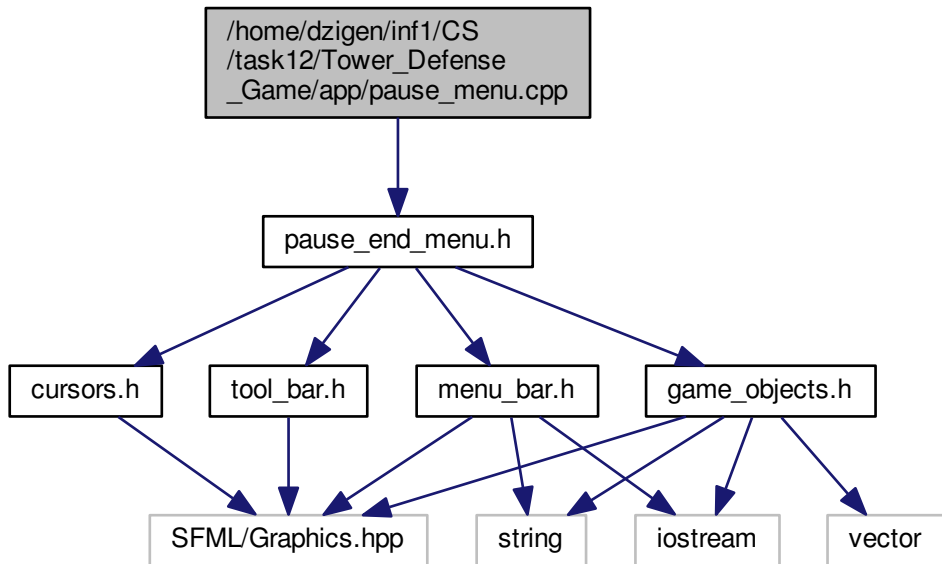 /home/dzigen/inf1/CS
/task12/Tower_Defense
_Game/app/pause_menu.cpp
pause_end_menu.h
cursors.h
tool_bar.h
menu_bar.h
game_objects.h
SFML/Graphics.hpp
string
iostream
vector